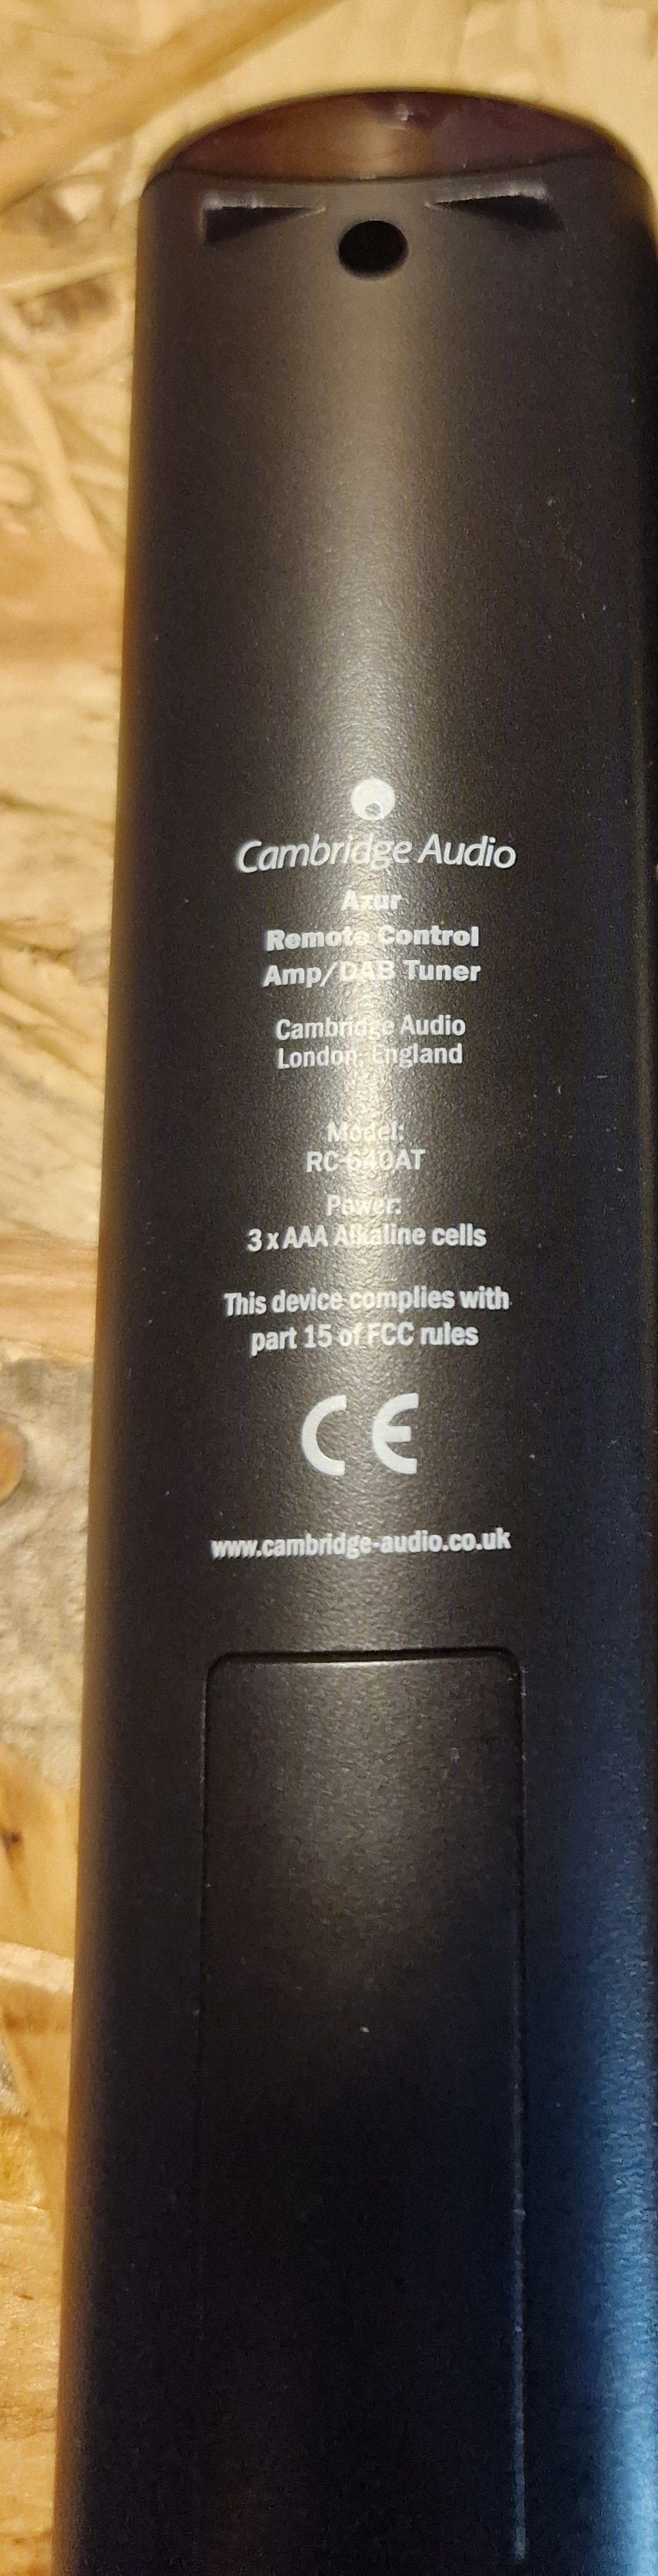 Cambridge Audio
Azur
Remote Control
Amp/DAB Tuner
Cambridge Audio
London, England
Model:
RC-640AT
Power:
3 x AAA Alkaline cells
This device complies with
part 15 of FCC rules
CE
www.cambridge-audio.co.uk